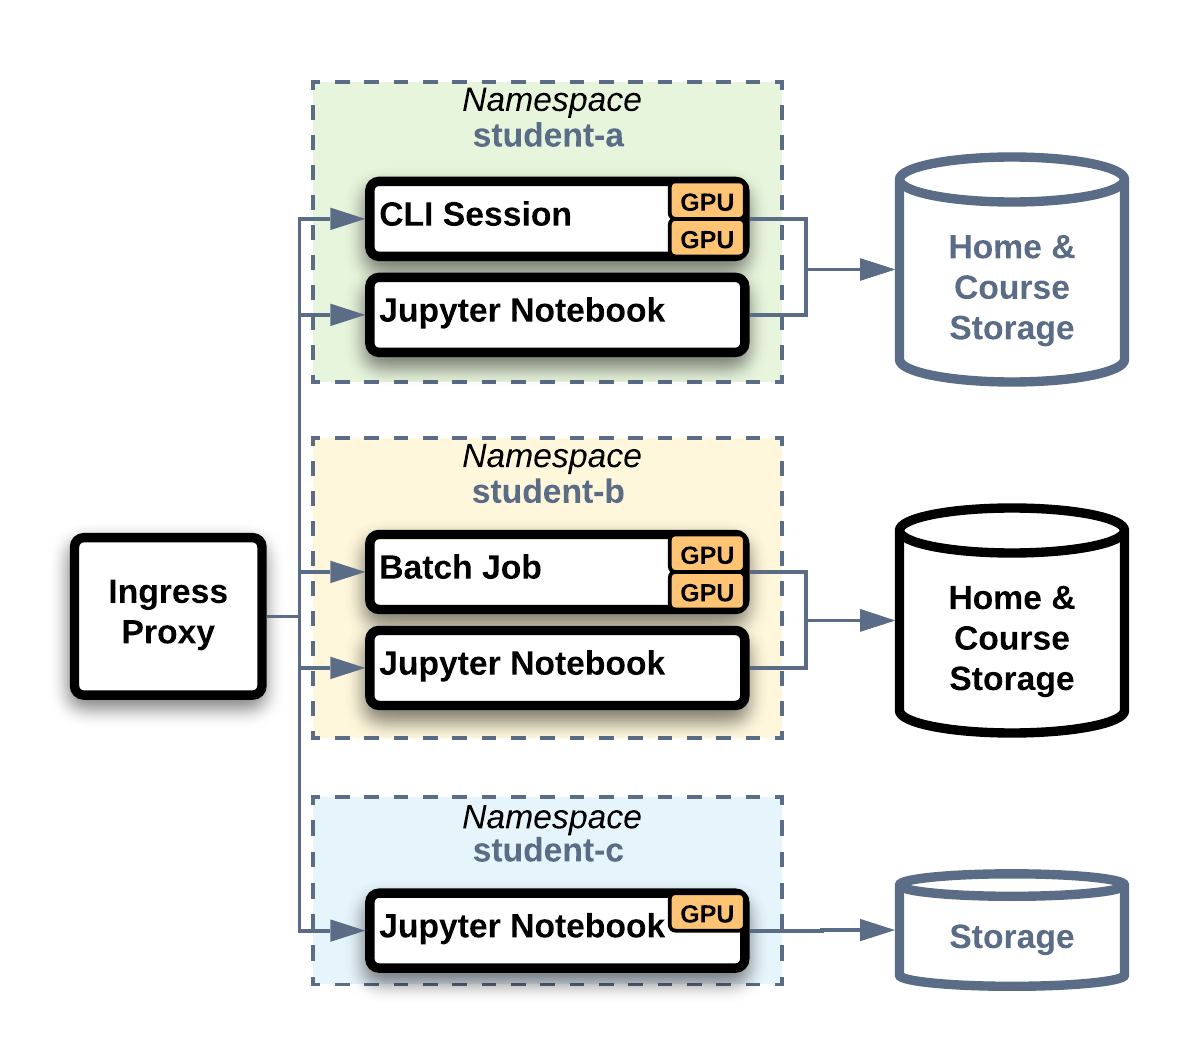 Namespace
student-a
CLI Session
GPU
GPU
Jupyter Notebook
Home &
Course
Storage
Namespace
student-b
Batch Job
GPU
GPU
Jupyter Notebook
Home &
Course
Storage
Ingress
Proxy
Namespace
student-c
Jupyter Notebook
GPU
Storage